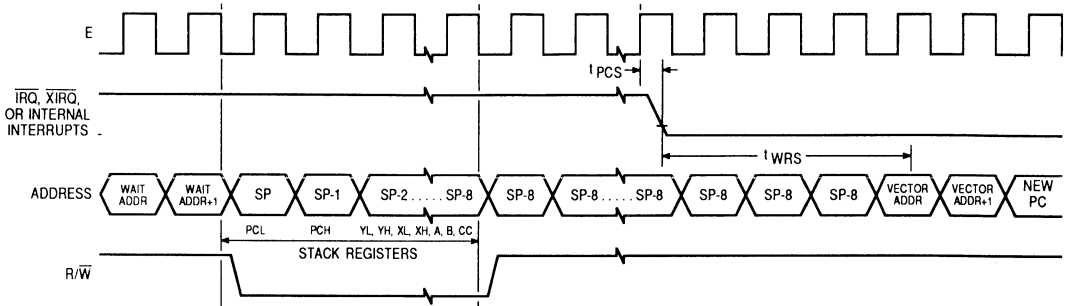 E
t PCS
IRQ, XIRQ,
OR INTERNAL
INTERRUPTS
t WRS
ADDRESS
WAIT ADDR
WAIT ADDR+1
SP
SP-1
SP-2 . . . . . SP-8
SP-8
SP-8 . . . . . SP-8
SP-8
SP-8
SP-8
VECTOR ADDR
VECTOR ADDR+1
NEW PC
PCL
PCH
YL, YH, XL, XH, A, B, CC
STACK REGISTERS
R/W